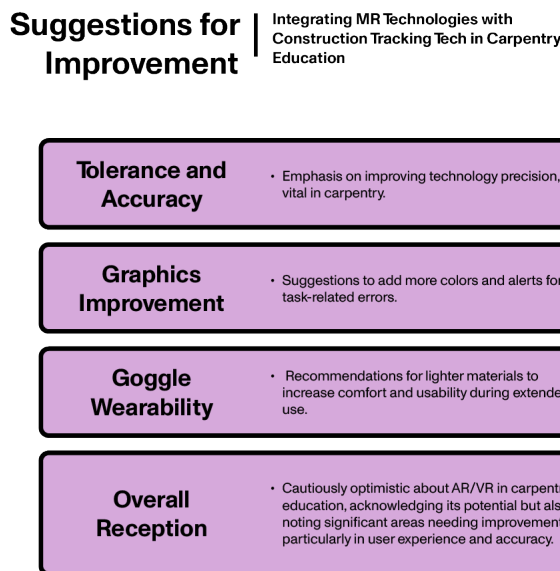 Suggestions for
Improvement
Integrating MR Technologies with
Construction Tracking Tech in Carpentry
Education
Tolerance and
Accuracy
• Emphasis on improving technology precision,
vital in carpentry.
Graphics
Improvement
• Suggestions to add more colors and alerts for
task-related errors.
Goggle
Wearability
• Recommendations for lighter materials to
increase comfort and usability during extende
use.
Overall
Reception
• Cautiously optimistic about AR/VR in carpent
education, acknowledging its potential but als
noting significant areas needing improvement
particularly in user experience and accuracy.